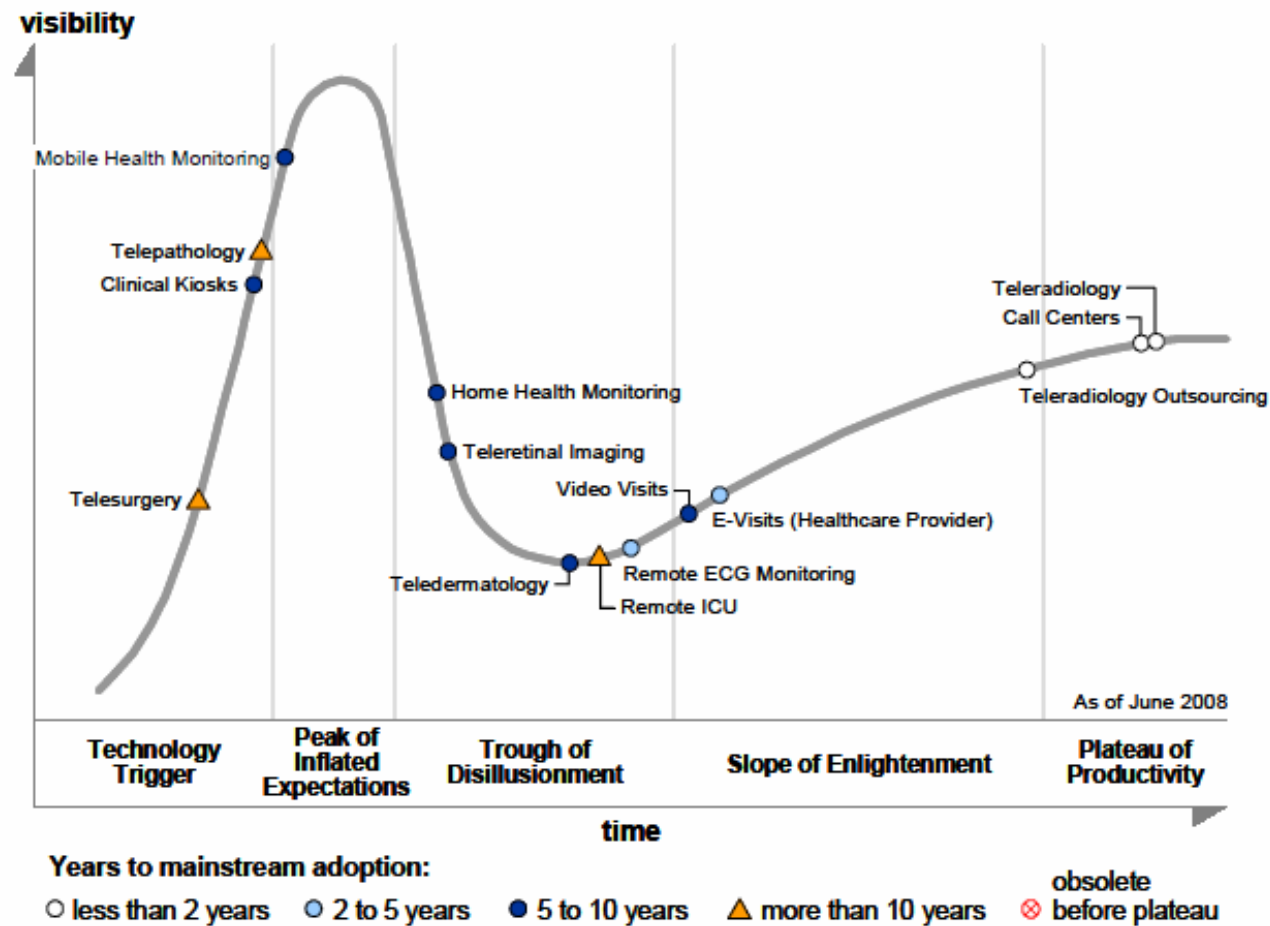 visibility
Mobile Health Monitoring
Telepathology
Clinical Kiosks
Telesurgery
Home Health Monitoring
Teleretinal Imaging
Video Visits
E-Visits (Healthcare Provider)
Teledermatology
Remote ECG Monitoring
Remote ICU
Teleradiology
Call Centers
Teleradiology Outsourcing
As of June 2008
Technology
Trigger
Peak of
Inflated
Expectations
Trough of
Disillusionment
Slope of Enlightenment
Plateau of
Productivity
time
Years to mainstream adoption:
less than 2 years
2 to 5 years
5 to 10 years
more than 10 years
obsolete
before plateau